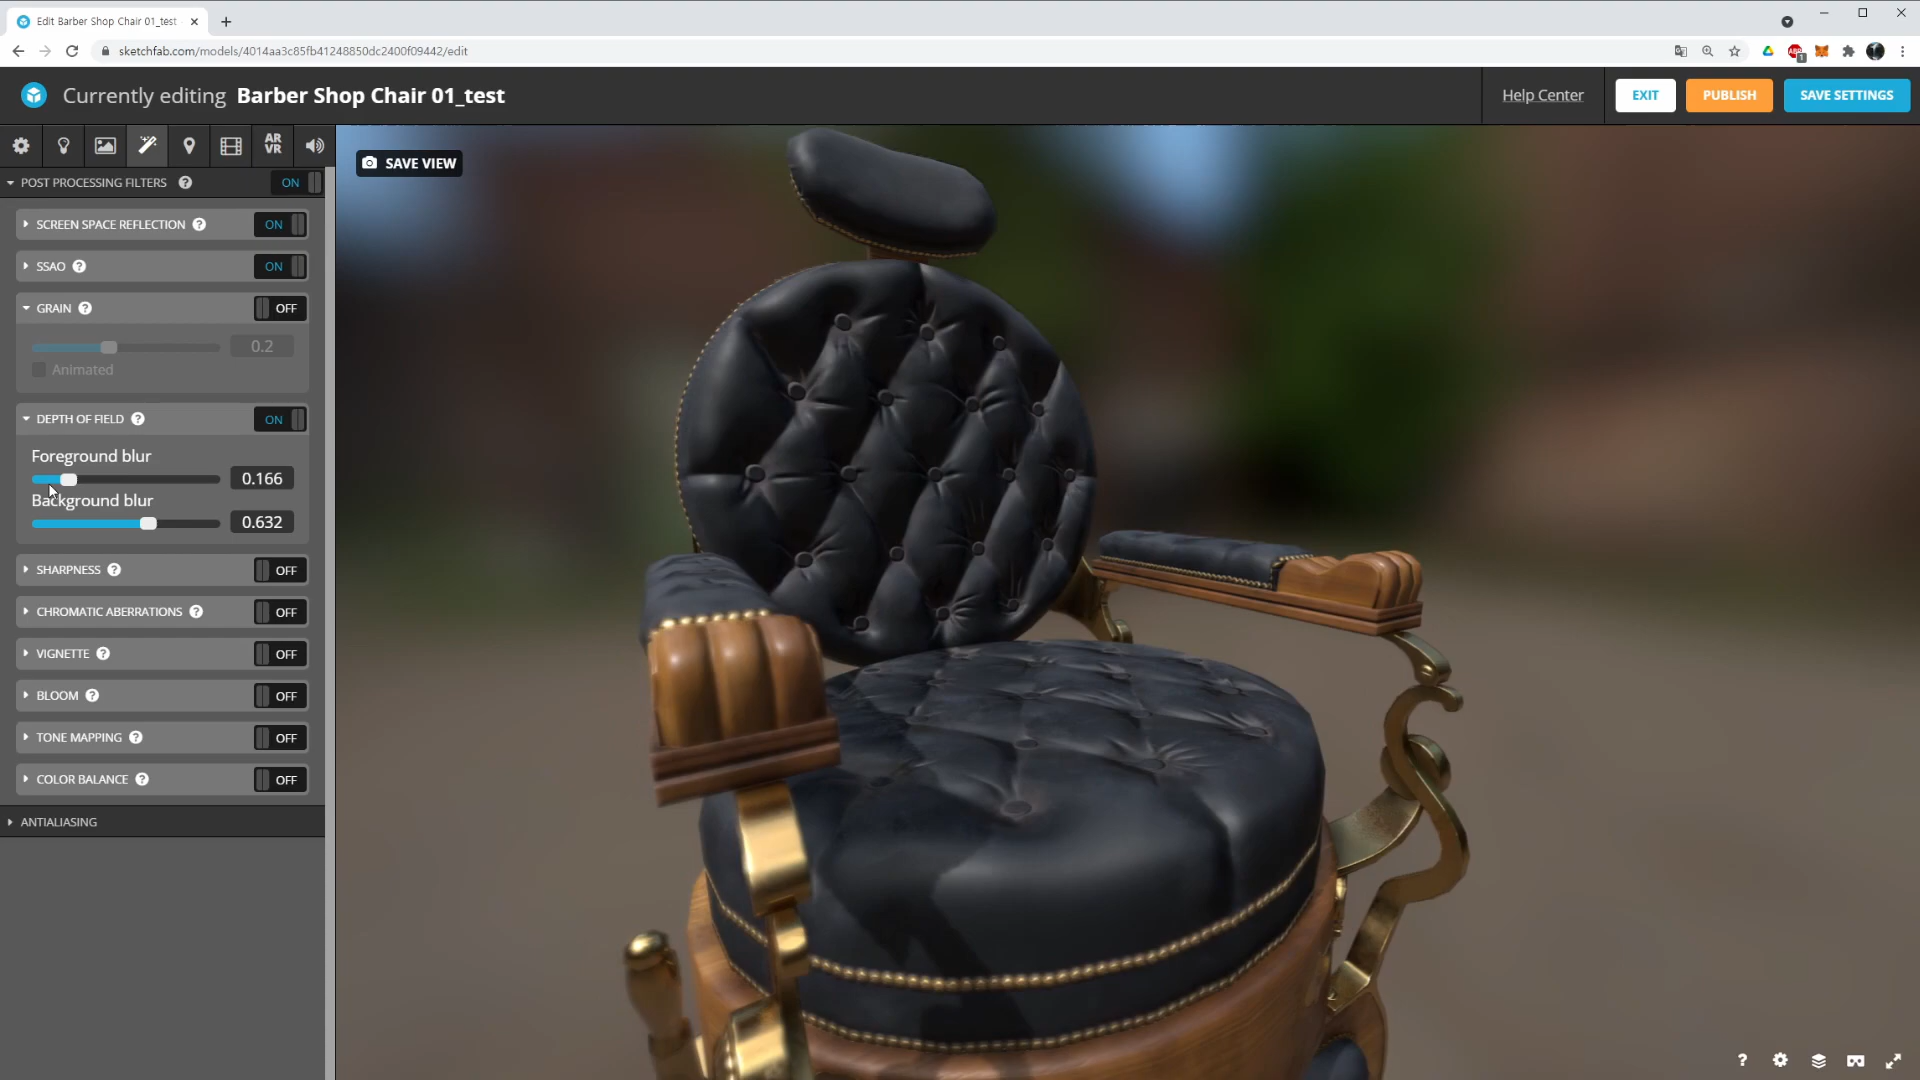 Edit Barber Shop Chair 01_test
sketchfab.com/models/4014aa3c85fb41248850dc2400f09442/edit
ABP
1
Currently editing Barber Shop Chair 01_test
Help Center
EXIT
PUBLISH
SAVE SETTINGS
AR
VR
SAVE VIEW
POST PROCESSING FILTERS ? ON
SCREEN SPACE REFLECTION ? ON
SSAO ? ON
GRAIN ? OFF
0.2
Animated
DEPTH OF FIELD ? ON
Foreground blur
0.166
Background blur
0.632
SHARPNESS ? OFF
CHROMATIC ABERRATIONS ? OFF
VIGNETTE ? OFF
BLOOM ? OFF
TONE MAPPING ? OFF
COLOR BALANCE ? OFF
ANTIALIASING
?